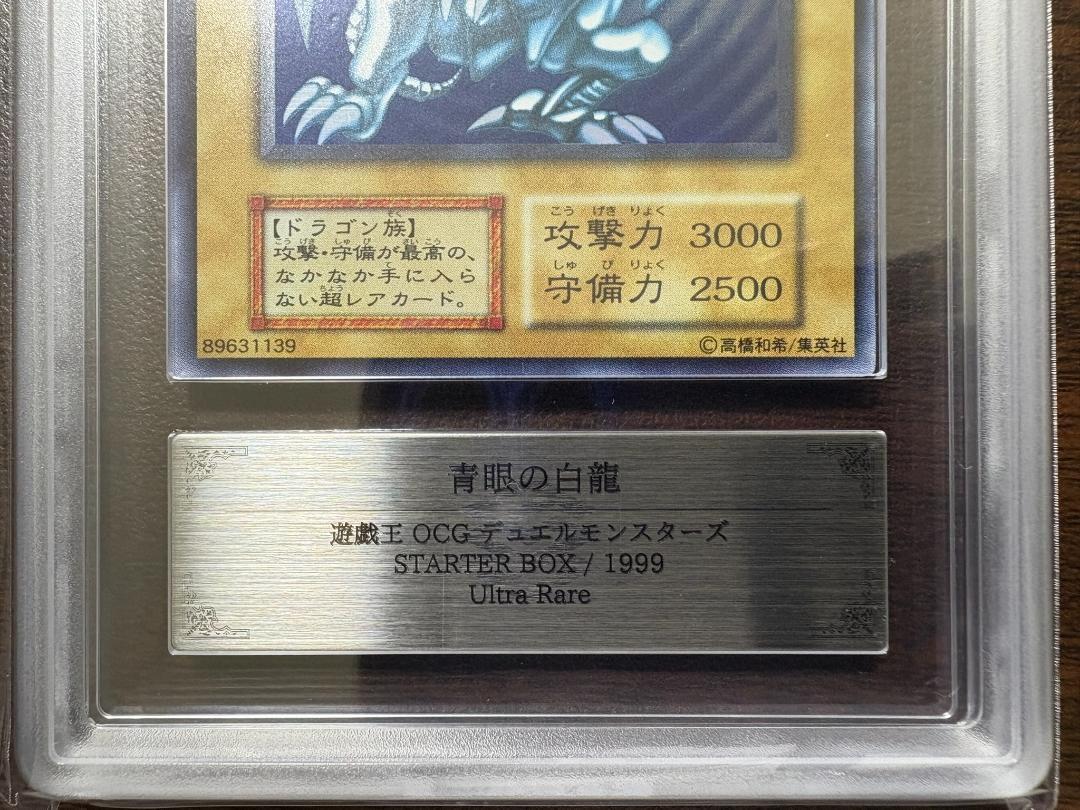 【ドラゴン族】
攻撃・守備が最高の、
なかなか手に入ら
ない超レアカード。
攻撃力 3000
守備力 2500
89631139
©高橋和希/集英社
青眼の白龍
遊戯王 OCG デュエルモンスターズ
STARTER BOX / 1999
Ultra Rare